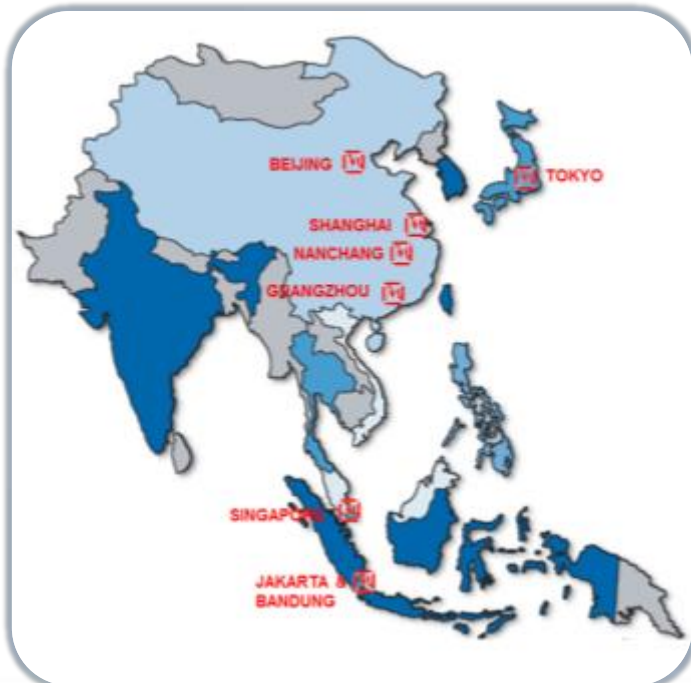 BEIJING
TOKYO
SHANGHAI
NANCHANG
GUANGZHOU
SINGAPORE
JAKARTA &
BANDUNG